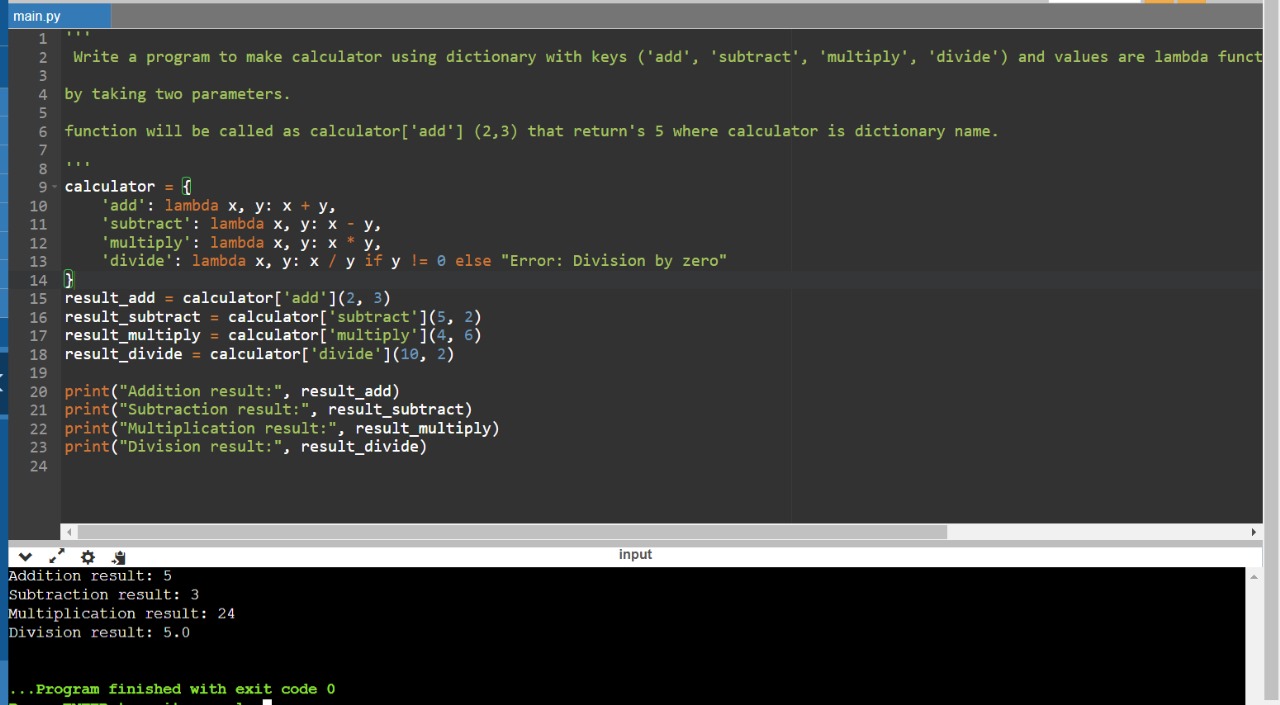 main.py
1 '''
2 Write a program to make calculator using dictionary with keys ('add', 'subtract', 'multiply', 'divide') and values are lambda funct
3
4 by taking two parameters.
5
6 function will be called as calculator['add'] (2,3) that return's 5 where calculator is dictionary name.
7
8 '''
9 calculator = {
10 'add': lambda x, y: x + y,
11 'subtract': lambda x, y: x - y,
12 'multiply': lambda x, y: x * y,
13 'divide': lambda x, y: x / y if y != 0 else "Error: Division by zero"
14 }
15 result_add = calculator['add'](2, 3)
16 result_subtract = calculator['subtract'](5, 2)
17 result_multiply = calculator['multiply'](4, 6)
18 result_divide = calculator['divide'](10, 2)
19
20 print("Addition result:", result_add)
21 print("Subtraction result:", result_subtract)
22 print("Multiplication result:", result_multiply)
23 print("Division result:", result_divide)
24
input
Addition result: 5
Subtraction result: 3
Multiplication result: 24
Division result: 5.0
...Program finished with exit code 0